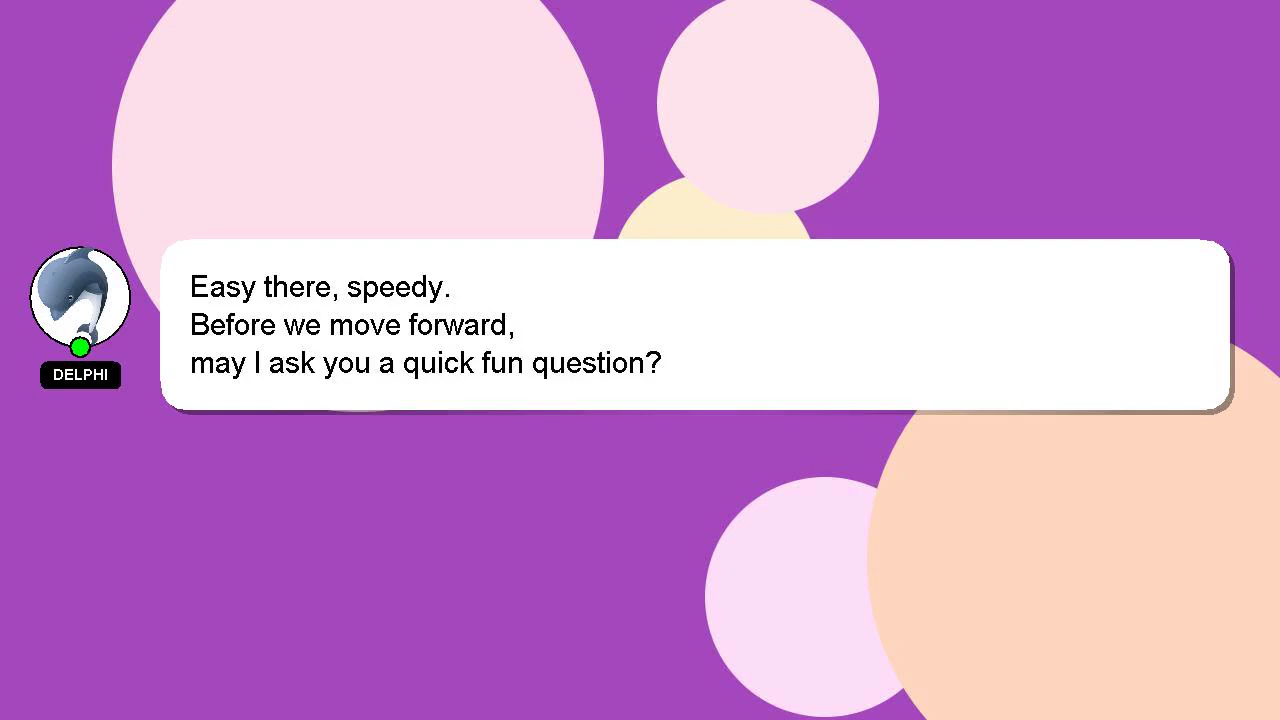 Easy there, speedy.
Before we move forward,
may I ask you a quick fun question?
DELPHI